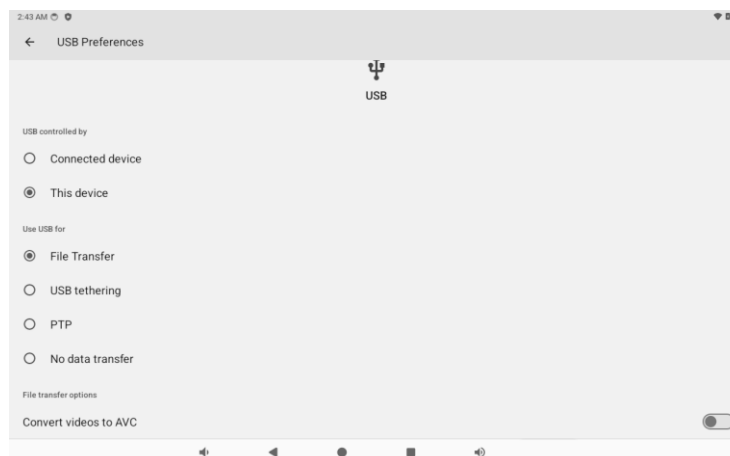 2:43 AM
USB Preferences
USB
USB controlled by
Connected device
This device
Use USB for
File Transfer
USB tethering
PTP
No data transfer
File transfer options
Convert videos to AVC